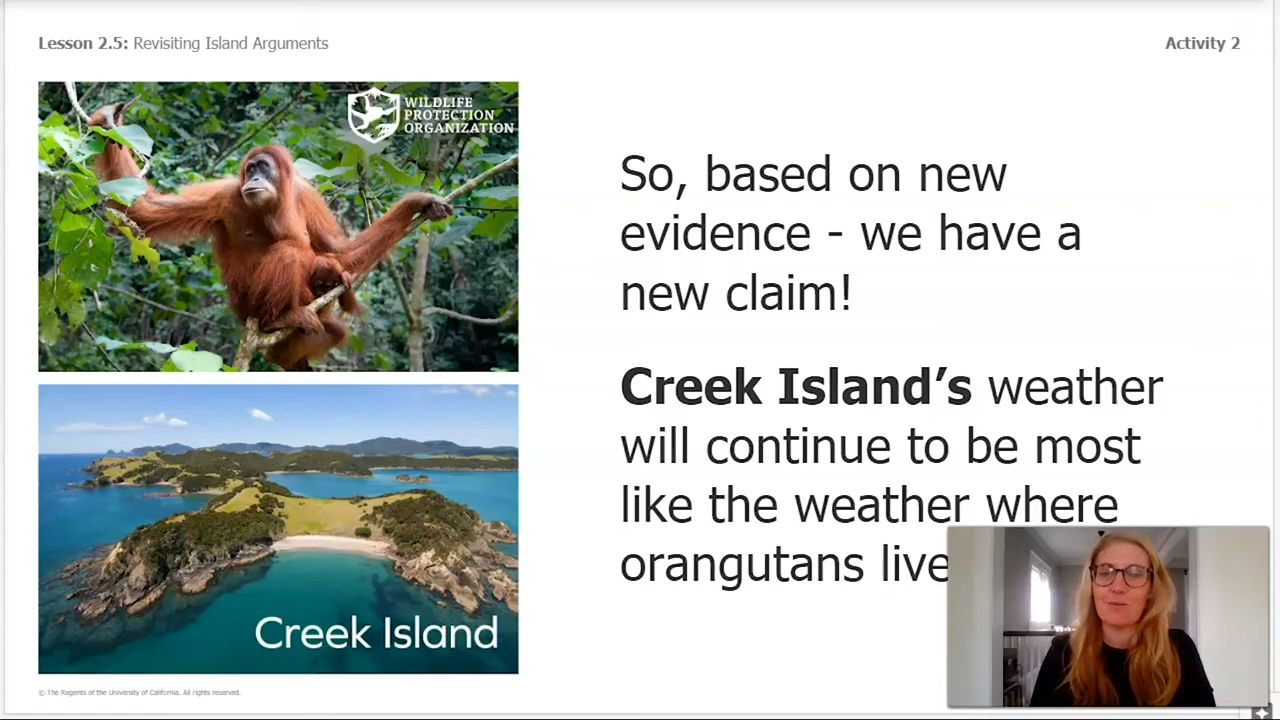 Lesson 2.5: Revisiting Island Arguments
Activity 2
WILDLIFE
PROTECTION
ORGANIZATION
So, based on new
evidence - we have a
new claim!
Creek Island’s weather
will continue to be most
like the weather where
orangutans live
Creek Island
© The Regents of the University of California. All rights reserved.